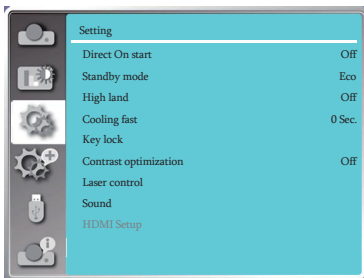 Setting
Direct On start Off
Standby mode Eco
High land Off
Cooling fast 0 Sec.
Key lock
Contrast optimization Off
Laser control
Sound
HDMI Setup